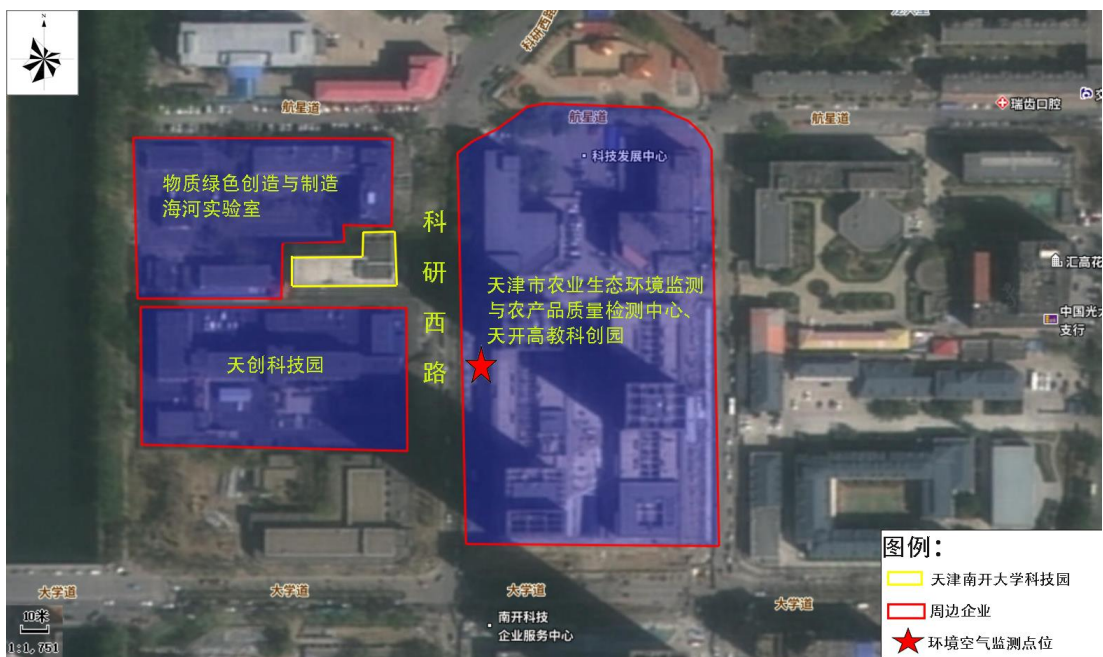 N
科研西路
航星道
航星道
航星道
瑞齿口腔
科技发展中心
物质绿色创造与制造
海河实验室
科
研
西
路
汇高花
天津市农业生态环境监测
与农产品质量检测中心、
天开高教科创园
中国光大
支行
天创科技园
大学道
大学道
大学道
大学道
南开科技
企业服务中心
10米
1:1,751
图例：
天津南开大学科技园
周边企业
环境空气监测点位